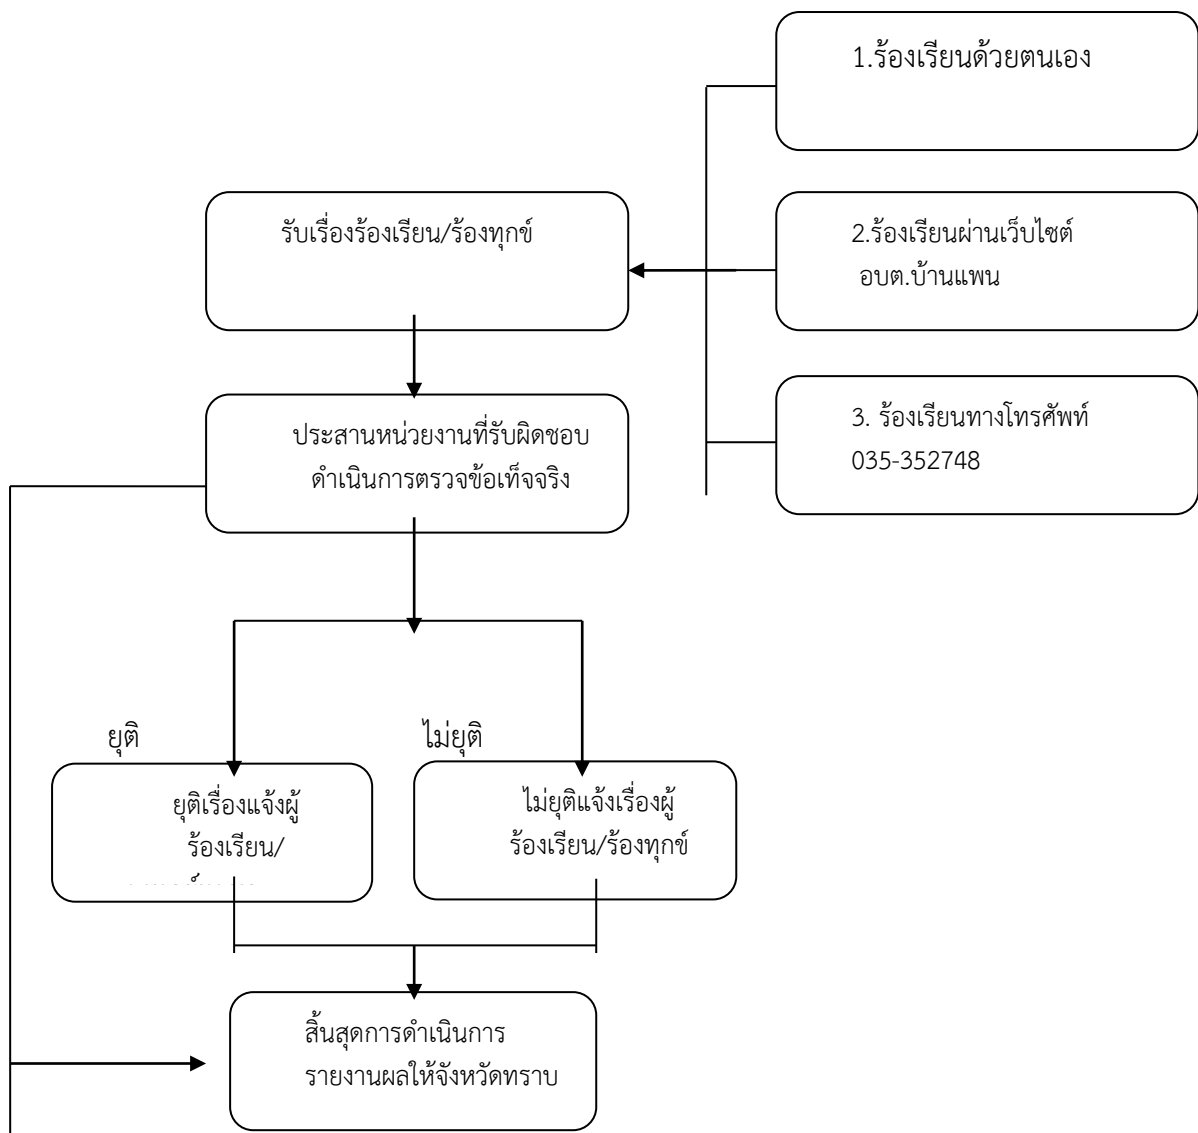 1.ร้องเรียนด้วยตนเอง
รับเรื่องร้องเรียน/ร้องทุกข์
2.ร้องเรียนผ่านเว็บไซต์
อบต.บ้านแพน
3. ร้องเรียนทางโทรศัพท์
035-352748
ประสานหน่วยงานที่รับผิดชอบ
ดำเนินการตรวจข้อเท็จจริง
ยุติ
ไม่ยุติ
ยุติเรื่องแจ้งผู้
ร้องเรียน/
ไม่ยุติแจ้งเรื่องผู้
ร้องเรียน/ร้องทุกข์
สิ้นสุดการดำเนินการ
รายงานผลให้จังหวัดทราบ